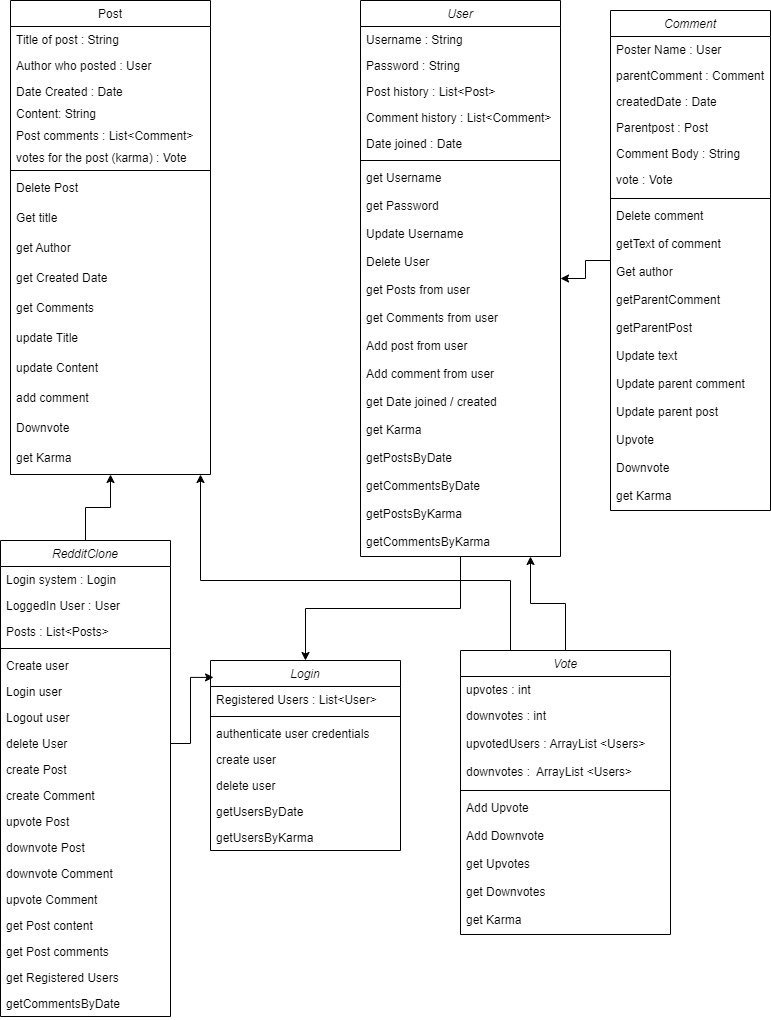 Post
Title of post : String
Author who posted : User
Date Created : Date
Content: String
Post comments : List<Comment>
votes for the post (karma) : Vote
Delete Post
Get title
get Author
get Created Date
get Comments
update Title
update Content
add comment
Downvote
get Karma
User
Username : String
Password : String
Post history : List<Post>
Comment history : List<Comment>
Date joined : Date
get Username
get Password
Update Username
Delete User
get Posts from user
get Comments from user
Add post from user
Add comment from user
get Date joined / created
get Karma
getPostsByDate
getCommentsByDate
getPostsByKarma
getCommentsByKarma
Comment
Poster Name : User
parentComment : Comment
createdDate : Date
Parentpost : Post
Comment Body : String
vote : Vote
Delete comment
getText of comment
Get author
getParentComment
getParentPost
Update text
Update parent comment
Update parent post
Upvote
Downvote
get Karma
RedditClone
Login system : Login
LoggedIn User : User
Posts : List<Posts>
Create user
Login user
Logout user
delete User
create Post
create Comment
upvote Post
downvote Post
downvote Comment
upvote Comment
get Post content
get Post comments
get Registered Users
getCommentsByDate
Login
Registered Users : List<User>
authenticate user credentials
create user
delete user
getUsersByDate
getUsersByKarma
Vote
upvotes : int
downvotes : int
upvotedUsers : ArrayList <Users>
downvotes : ArrayList <Users>
Add Upvote
Add Downvote
get Upvotes
get Downvotes
get Karma